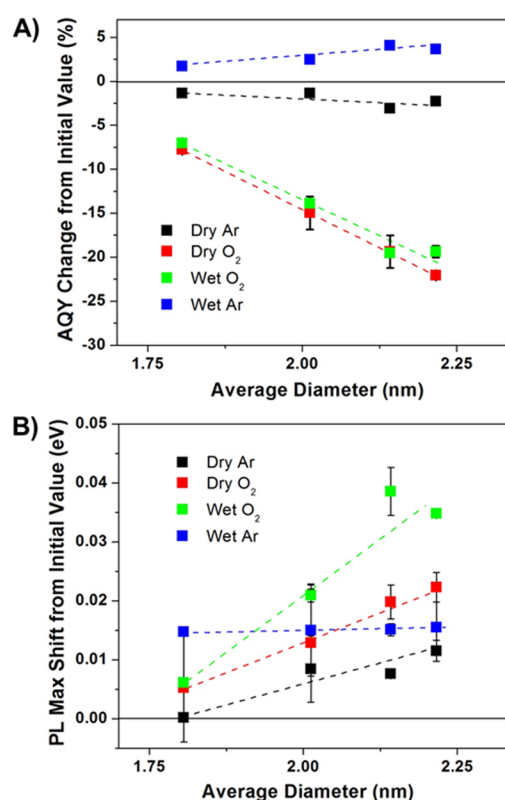 A)
AQY Change from Initial Value (%)
5
0
-5
-10
-15
-20
-25
-30
Dry Ar
Dry O₂
Wet O₂
Wet Ar
1.75
2.00
2.25
Average Diameter (nm)
B)
PL Max Shift from Initial Value (eV)
0.05
0.04
0.03
0.02
0.01
0.00
Dry Ar
Dry O₂
Wet O₂
Wet Ar
1.75
2.00
2.25
Average Diameter (nm)